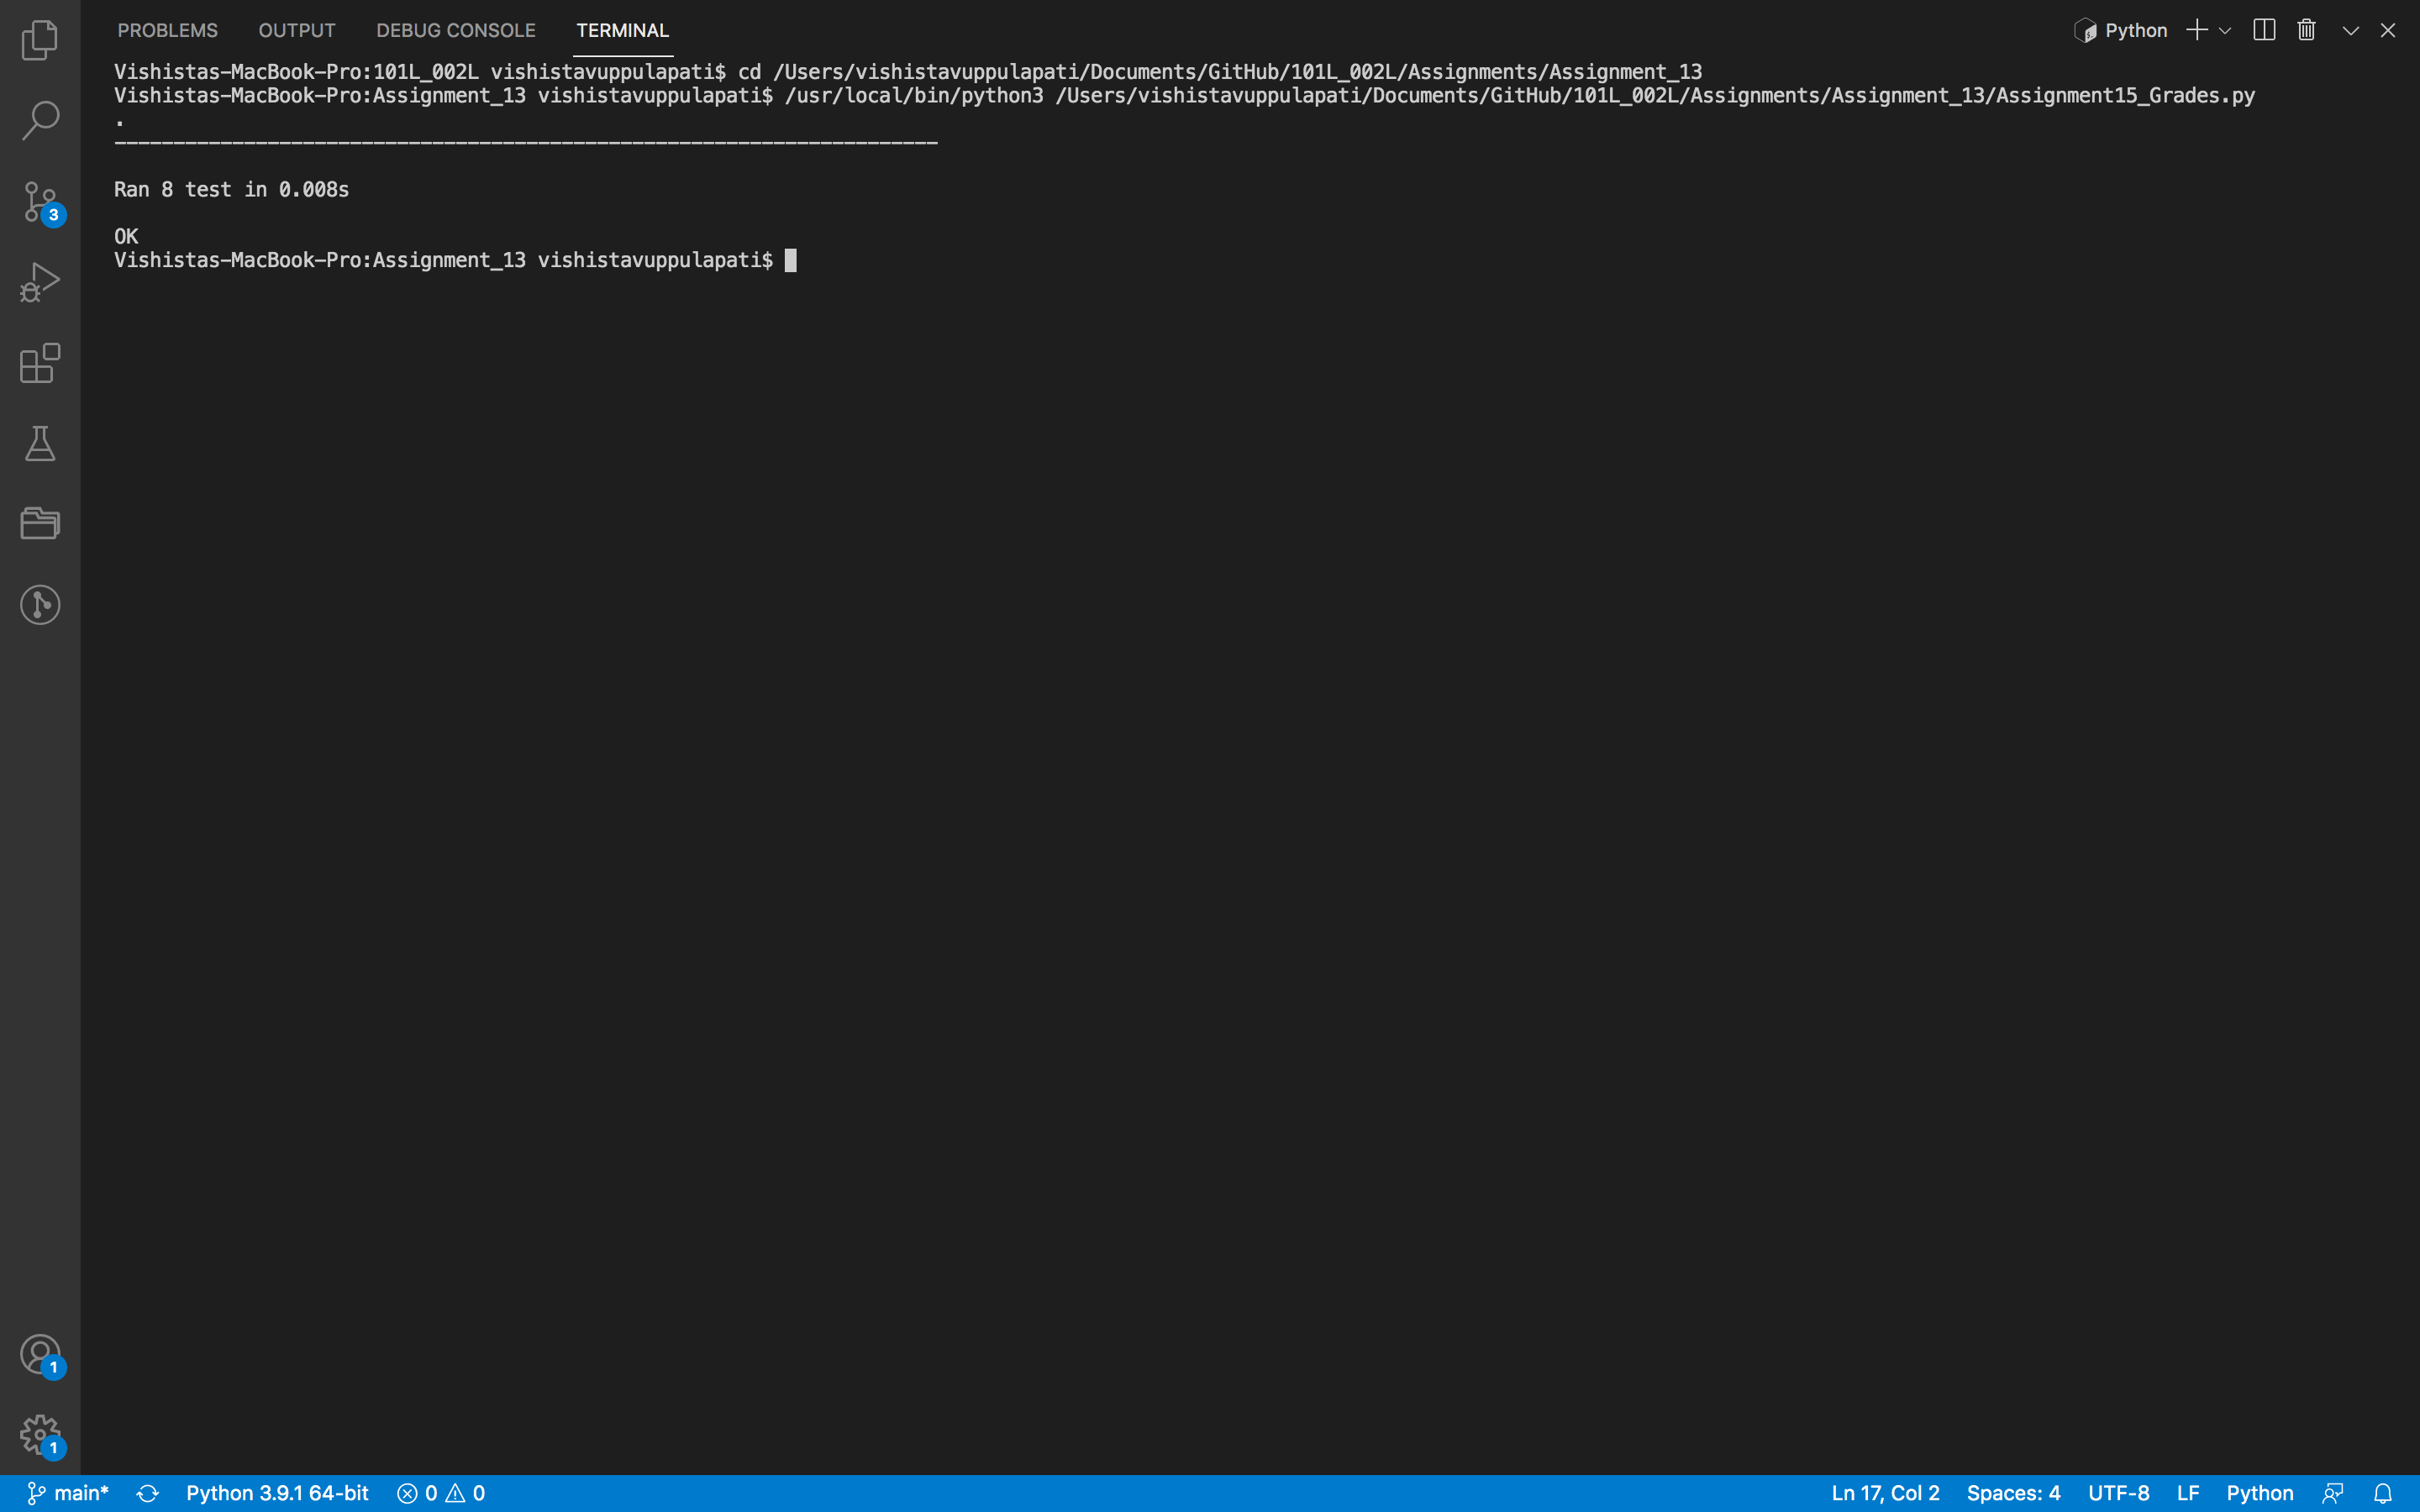 PROBLEMS OUTPUT DEBUG CONSOLE TERMINAL Python
Vishistas-MacBook-Pro:101L_002L vishistavuppulapati$ cd /Users/vishistavuppulapati/Documents/GitHub/101L_002L/Assignments/Assignment_13
Vishistas-MacBook-Pro:Assignment_13 vishistavuppulapati$ /usr/local/bin/python3 /Users/vishistavuppulapati/Documents/GitHub/101L_002L/Assignments/Assignment_13/Assignment15_Grades.py
.
----------------------------------------------------------------------
Ran 8 test in 0.008s
OK
Vishistas-MacBook-Pro:Assignment_13 vishistavuppulapati$
3
1
1
main* Python 3.9.1 64-bit 0 0 Ln 17, Col 2 Spaces: 4 UTF-8 LF Python